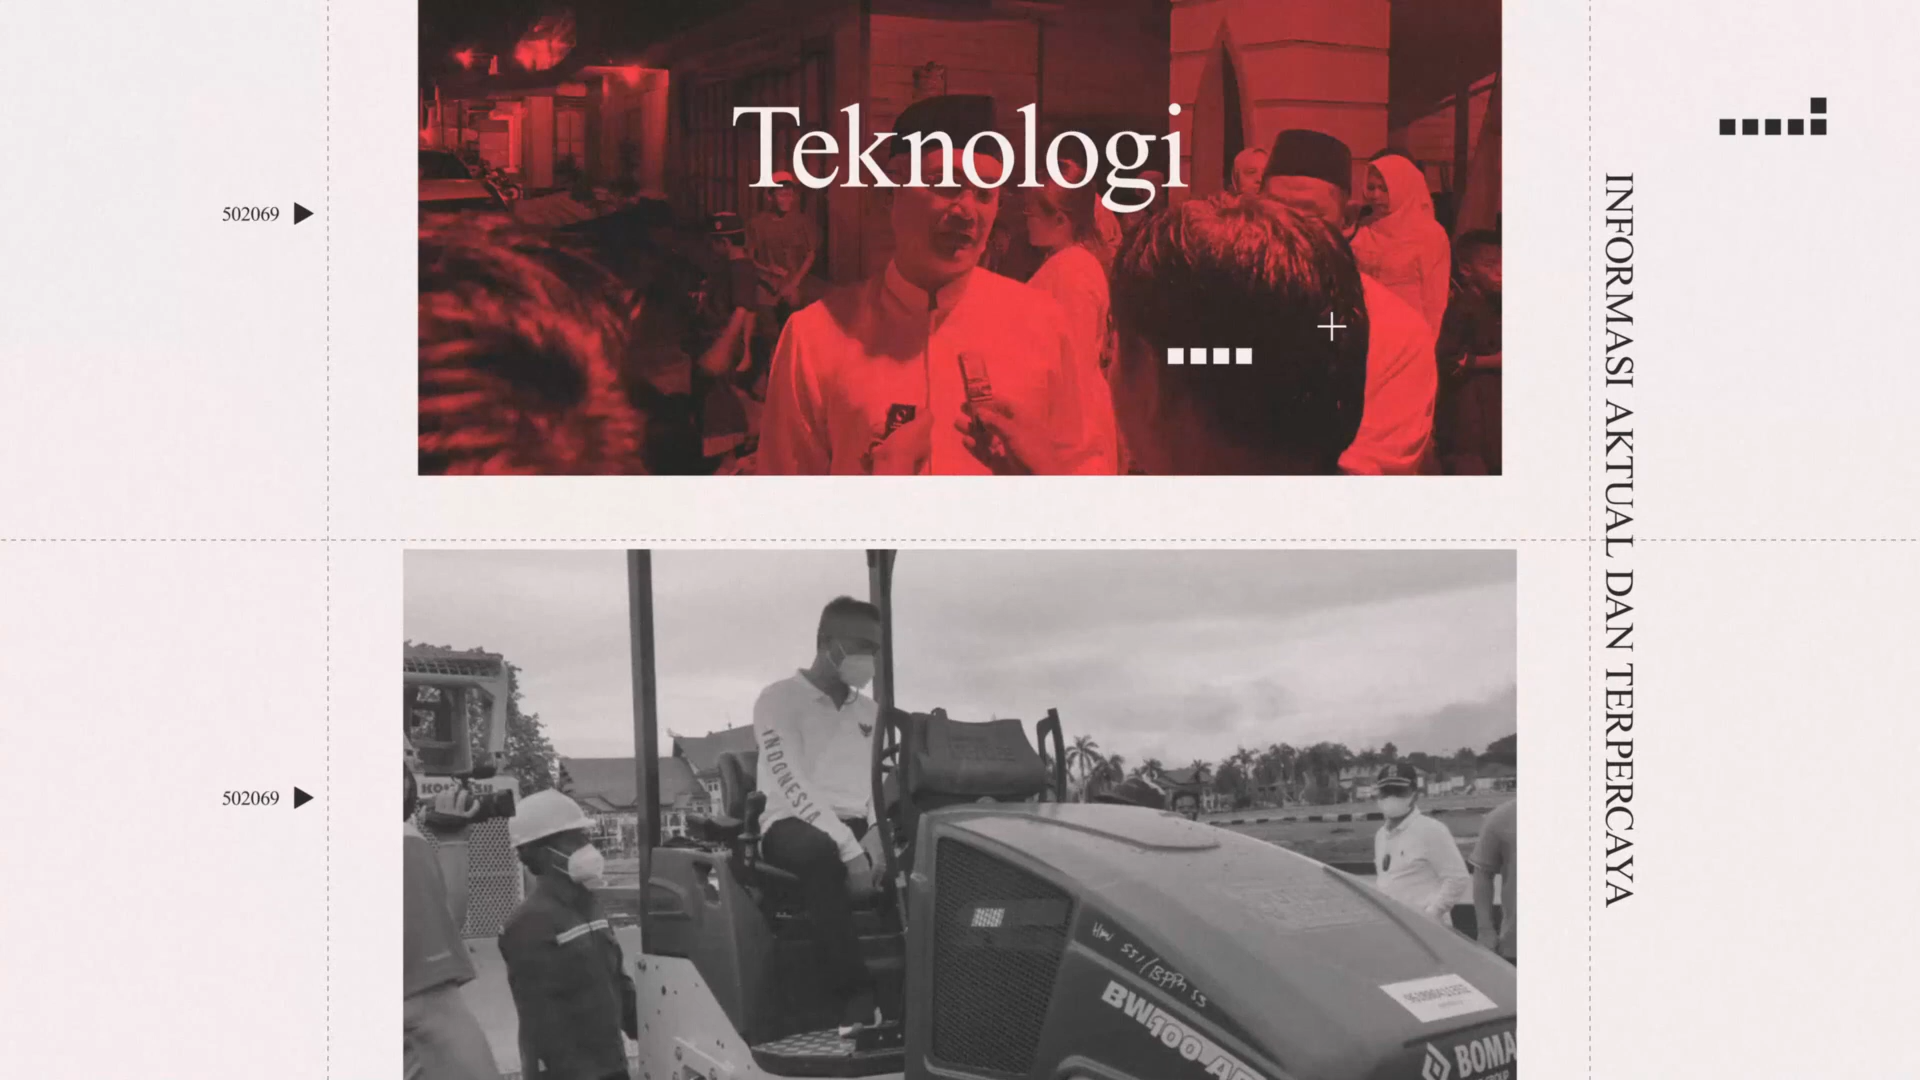 Teknologi
502069
INFORMASI AKTUAL DAN TERPERCAYA
502069
INDONESIA
BW100 A
BOMA